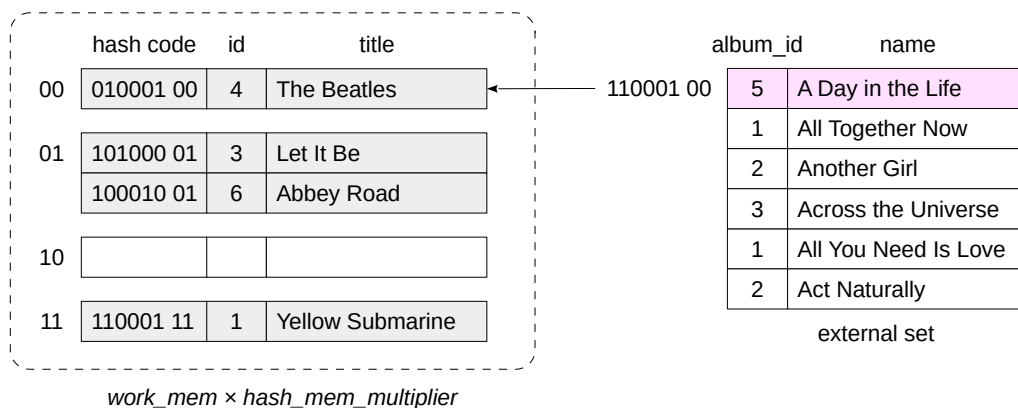 hash code id title
00 010001 00 4 The Beatles
01 101000 01 3 Let It Be
100010 01 6 Abbey Road
10
11 110001 11 1 Yellow Submarine
work_mem × hash_mem_multiplier
album_id name
110001 00 5 A Day in the Life
1 All Together Now
2 Another Girl
3 Across the Universe
1 All You Need Is Love
2 Act Naturally
external set